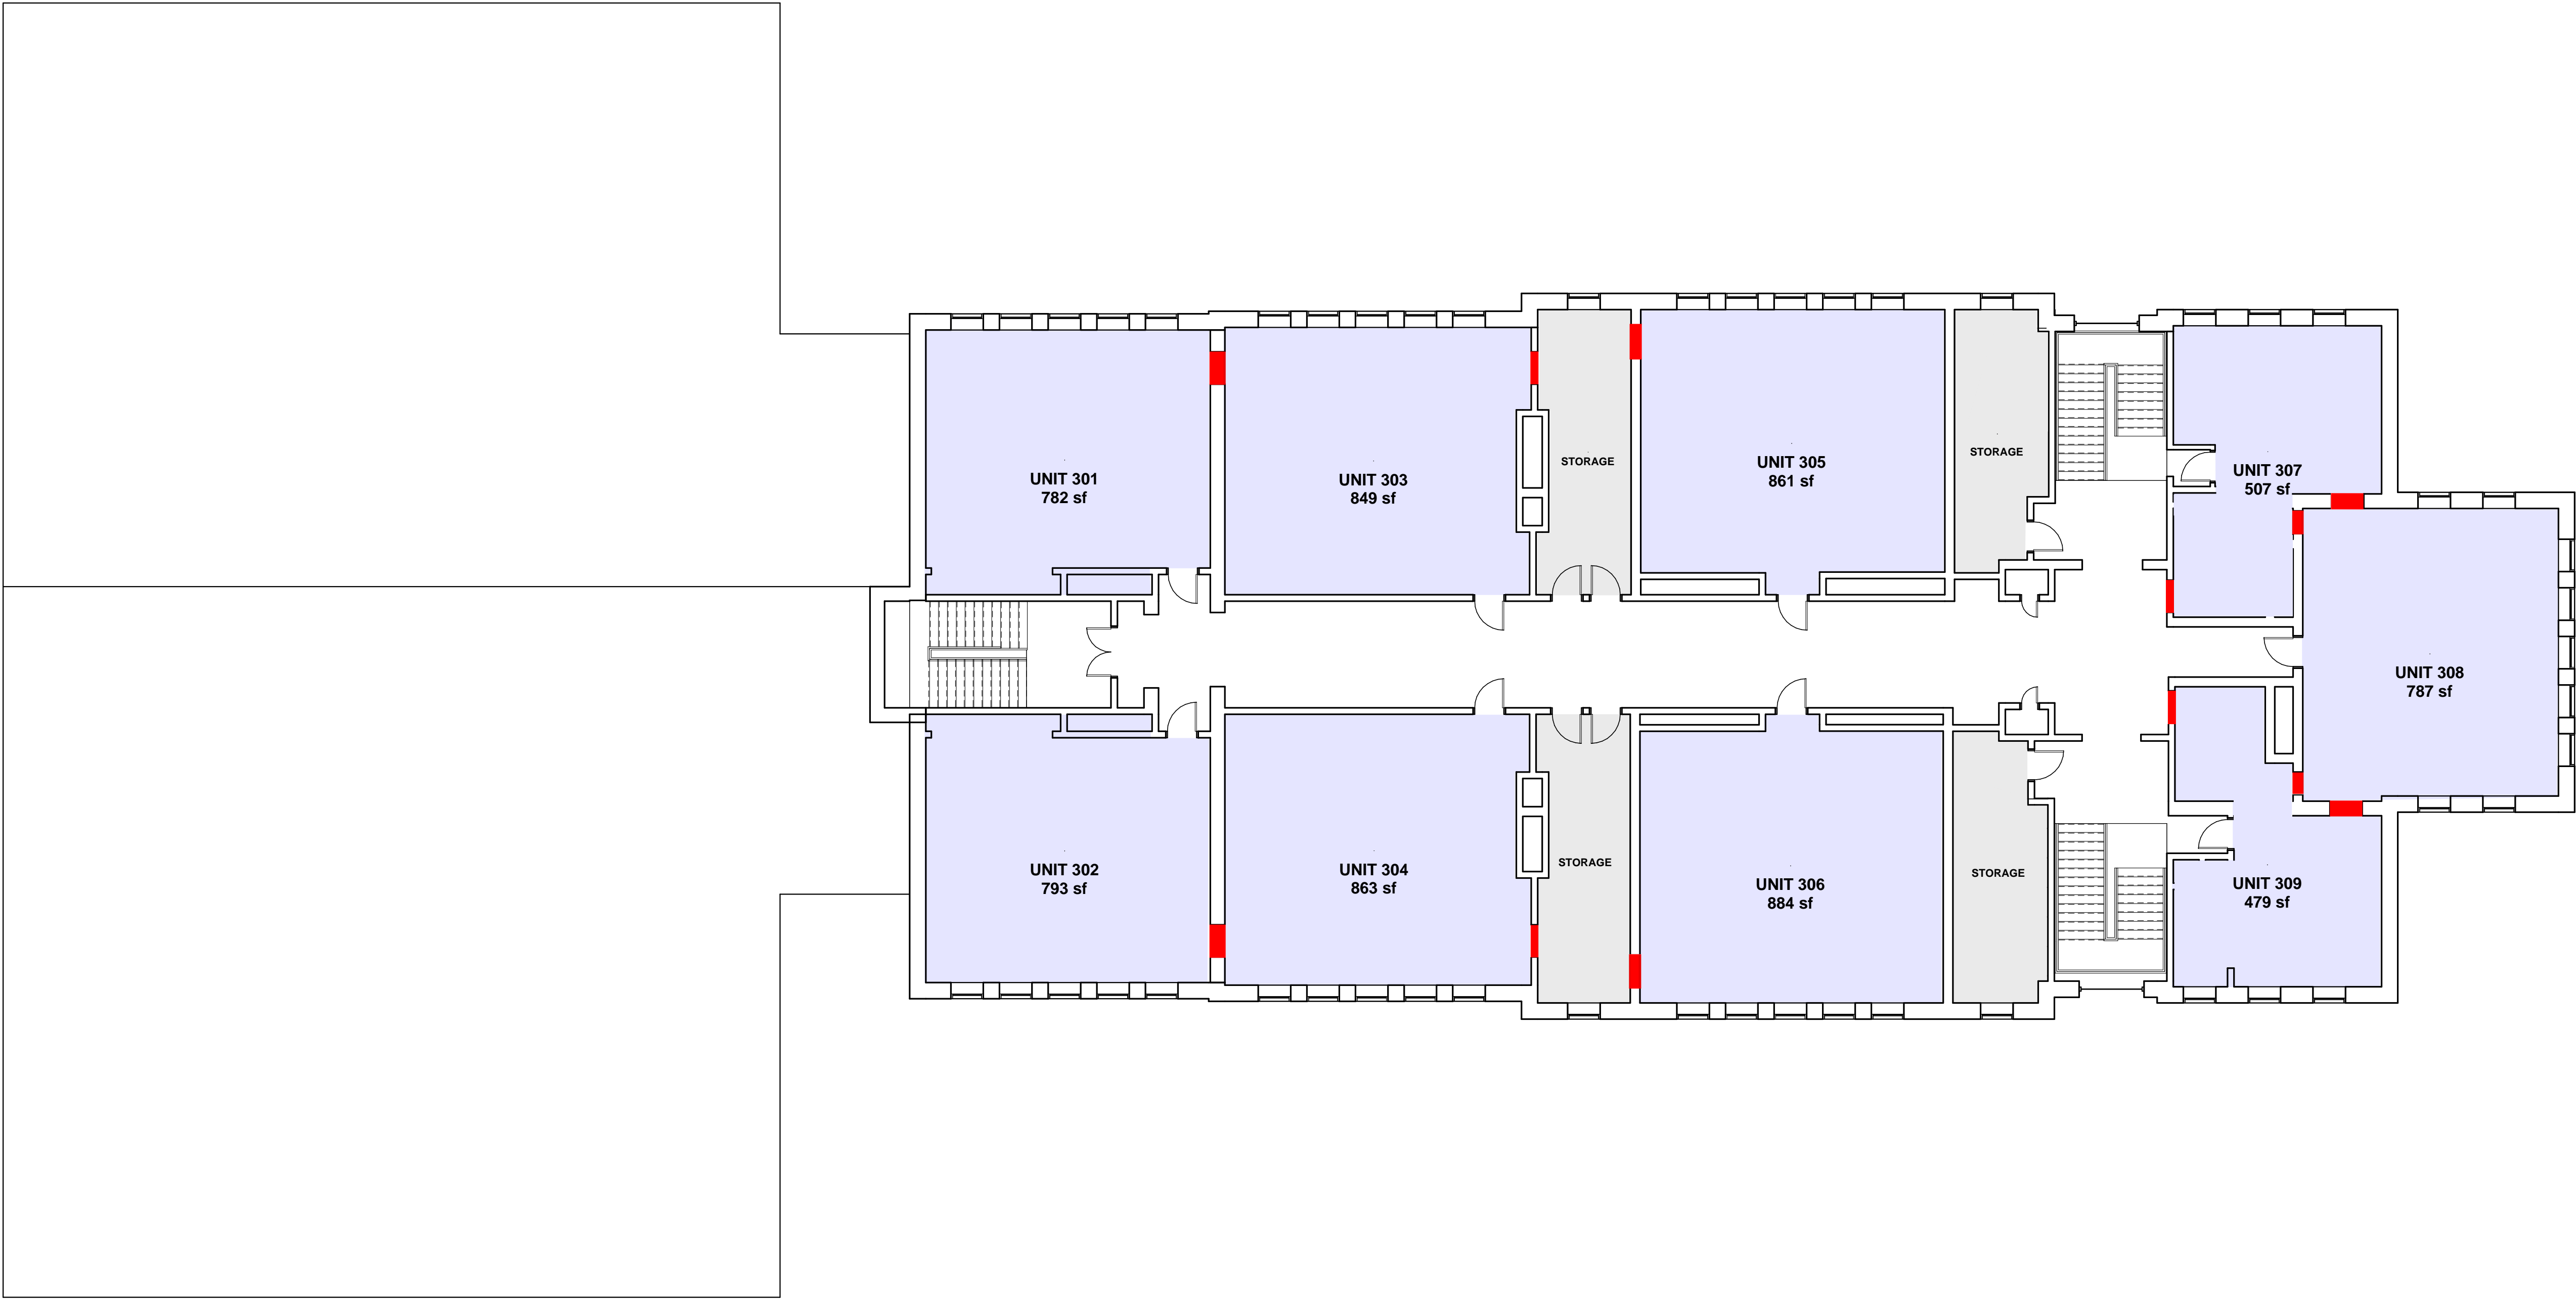 UNIT 301
782 sf
UNIT 303
849 sf
STORAGE
UNIT 305
861 sf
STORAGE
UNIT 307
507 sf
UNIT 308
787 sf
UNIT 302
793 sf
UNIT 304
863 sf
STORAGE
UNIT 306
884 sf
STORAGE
UNIT 309
479 sf